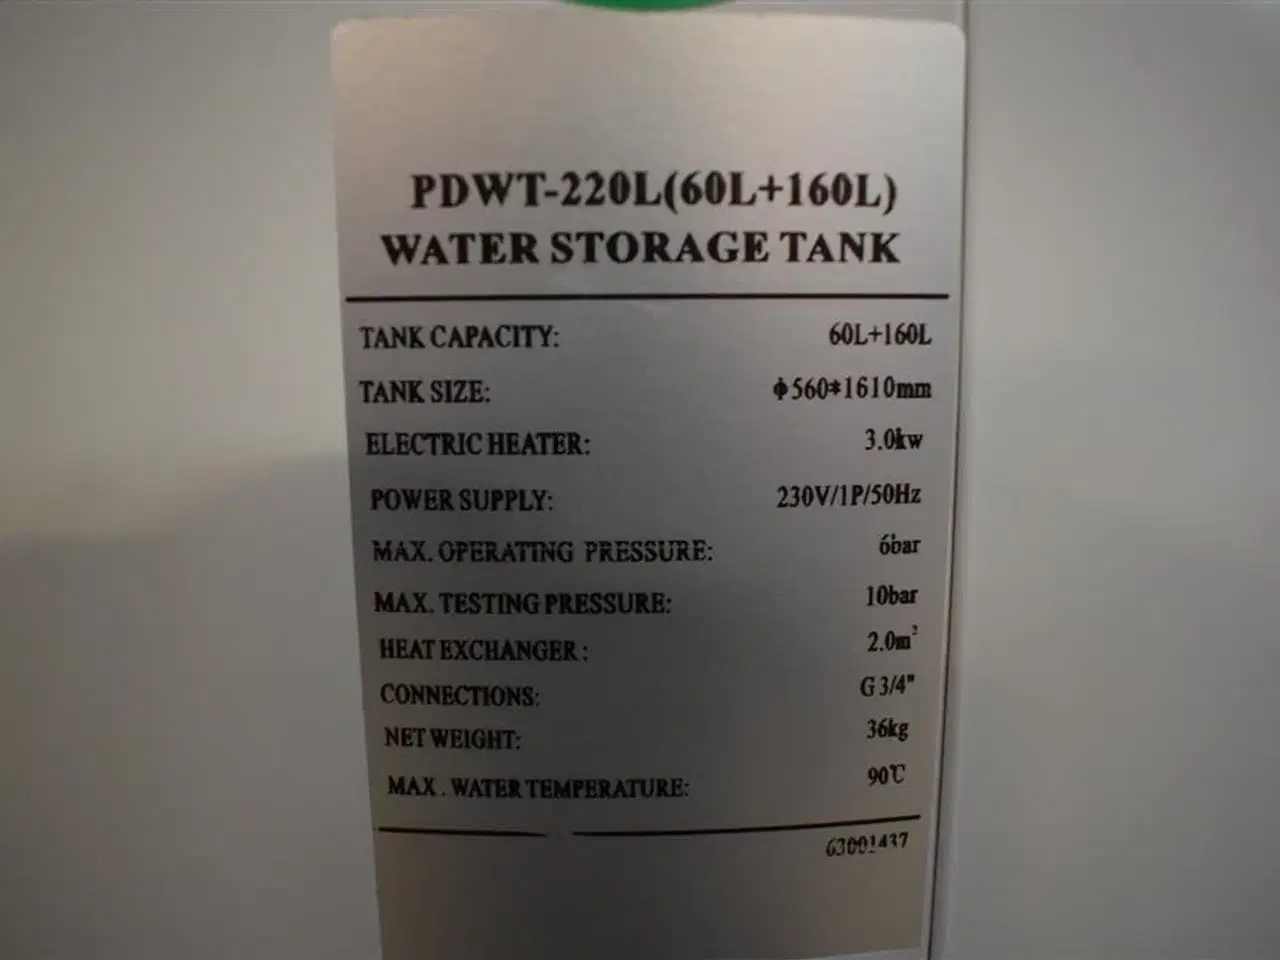 PDWT-220L(60L+160L)
WATER STORAGE TANK
TANK CAPACITY: 60L+160L
TANK SIZE: ϕ560*1610mm
ELECTRIC HEATER: 3.0kw
POWER SUPPLY: 230V/1P/50Hz
MAX. OPERATING PRESSURE: 6bar
MAX. TESTING PRESSURE: 10bar
HEAT EXCHANGER: 2.0m²
CONNECTIONS: G 3/4"
NET WEIGHT: 36kg
MAX. WATER TEMPERATURE: 90℃
63001437